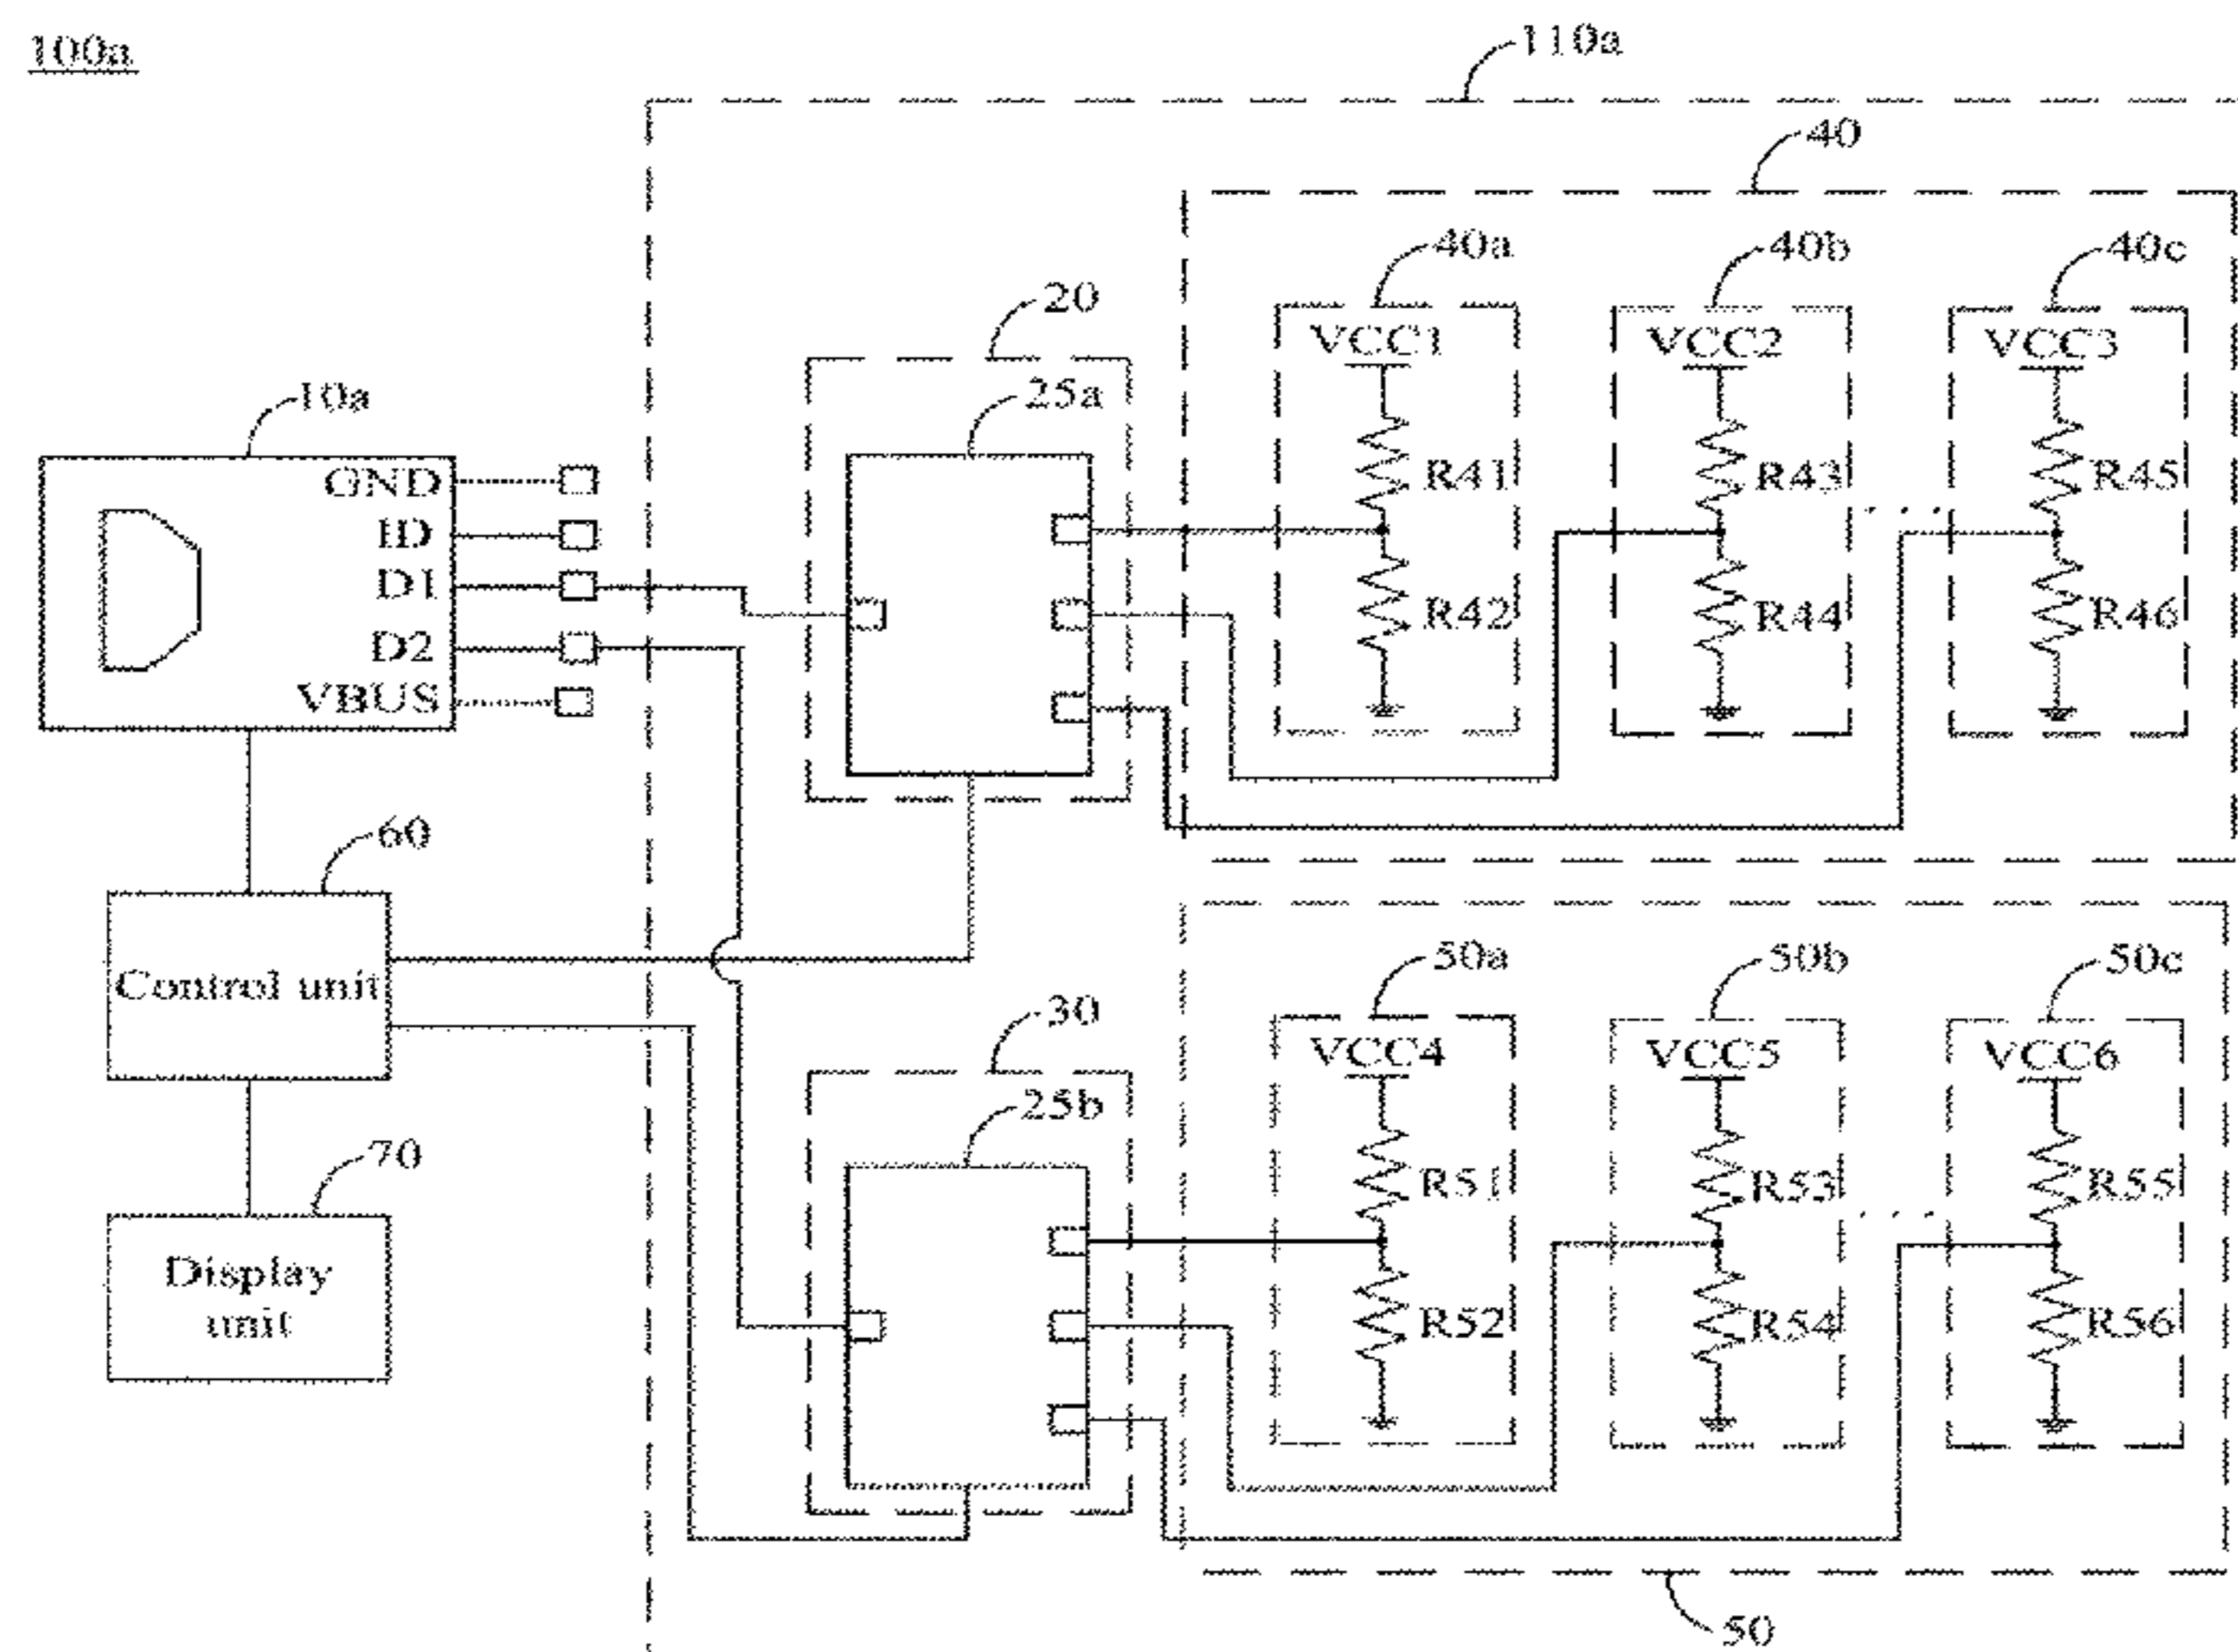 100a
110a
40
40a
40b
40c
20
VCC1
VCC2
VCC3
10a
25a
GND
R41
R43
R45
ID
D1
R42
R44
R46
D2
VBUS
60
Control unit
50a
50b
50c
30
VCC4
VCC5
VCC6
25b
70
R51
R53
R55
Display
unit
R52
R54
R56
50